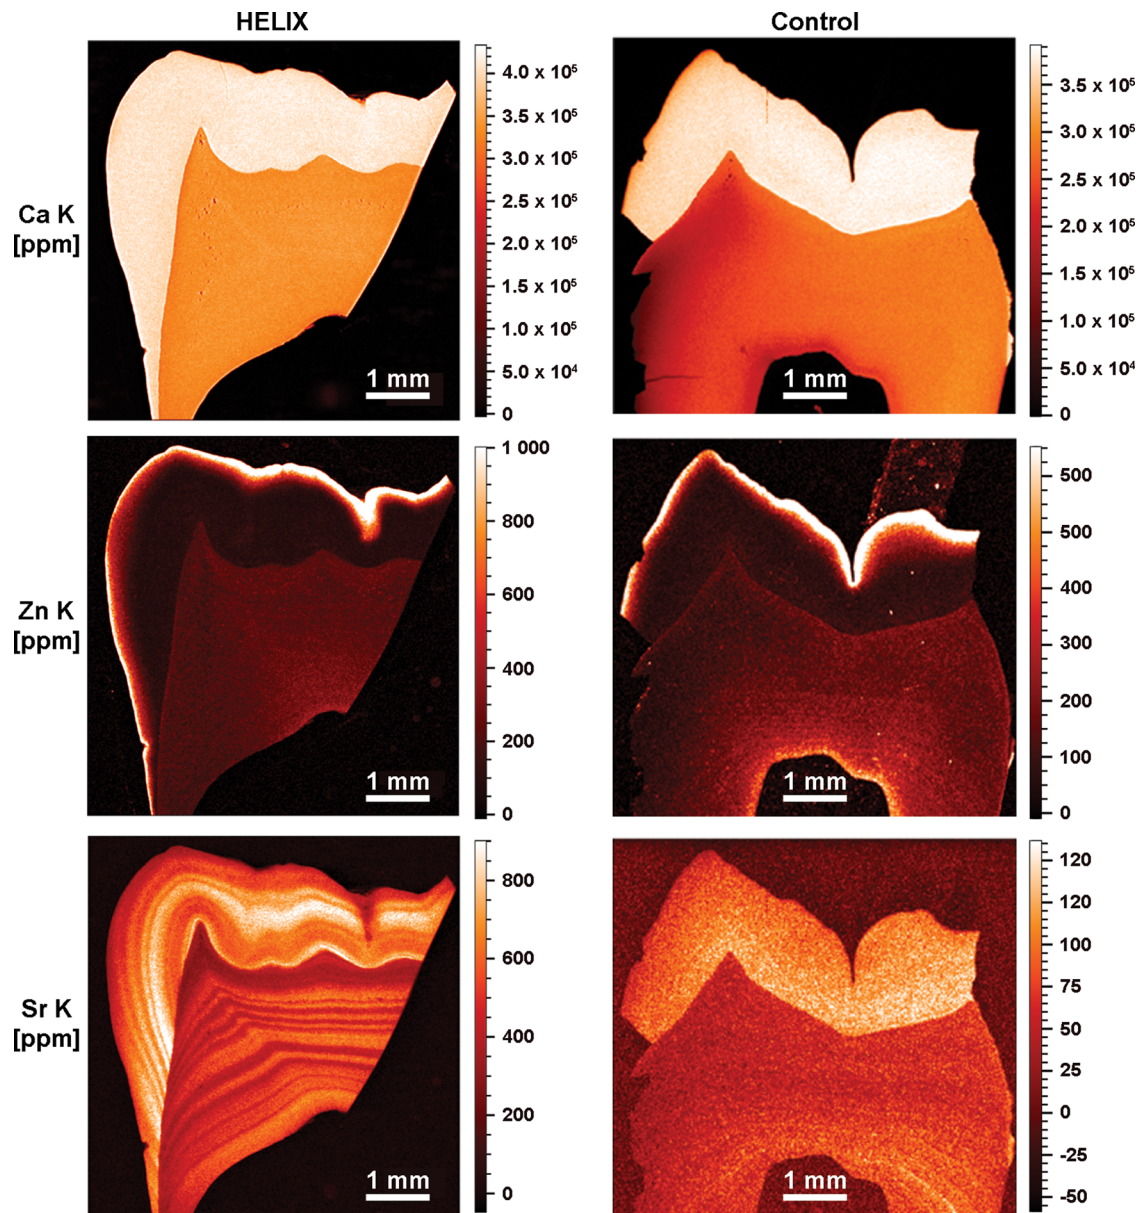 HELIX
Control
Ca K
[ppm]
4.0 x 10⁵
3.5 x 10⁵
3.0 x 10⁵
2.5 x 10⁵
2.0 x 10⁵
1.5 x 10⁵
1.0 x 10⁵
5.0 x 10⁴
0
1 mm
3.5 x 10⁵
3.0 x 10⁵
2.5 x 10⁵
2.0 x 10⁵
1.5 x 10⁵
1.0 x 10⁵
5.0 x 10⁴
0
1 mm
Zn K
[ppm]
1 000
800
600
400
200
0
1 mm
500
500
400
300
200
100
0
1 mm
Sr K
[ppm]
800
600
400
200
0
1 mm
120
100
75
50
25
0
-25
-50
1 mm